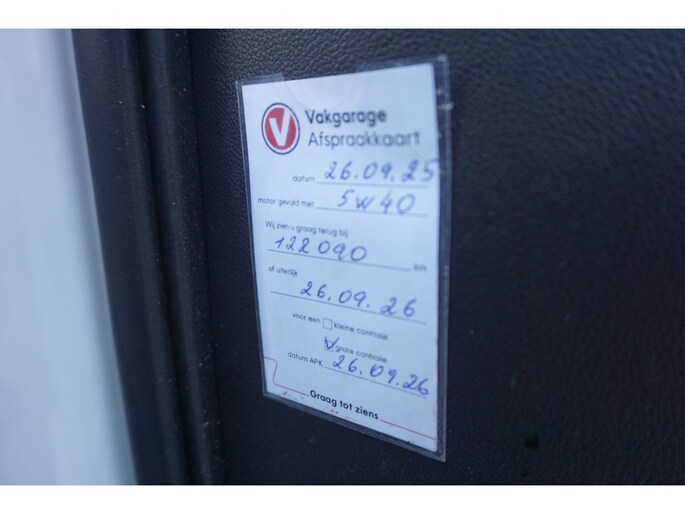 V
Vakgarage
Afspraakkaart
datum 26.09.25
motor gevuld met 5W40
Wij zien u graag terug bij
122090 km
of uiterlijk
26.09.26
voor een kleine controle
grote controle
datum APK 26.09.26
Graag tot ziens